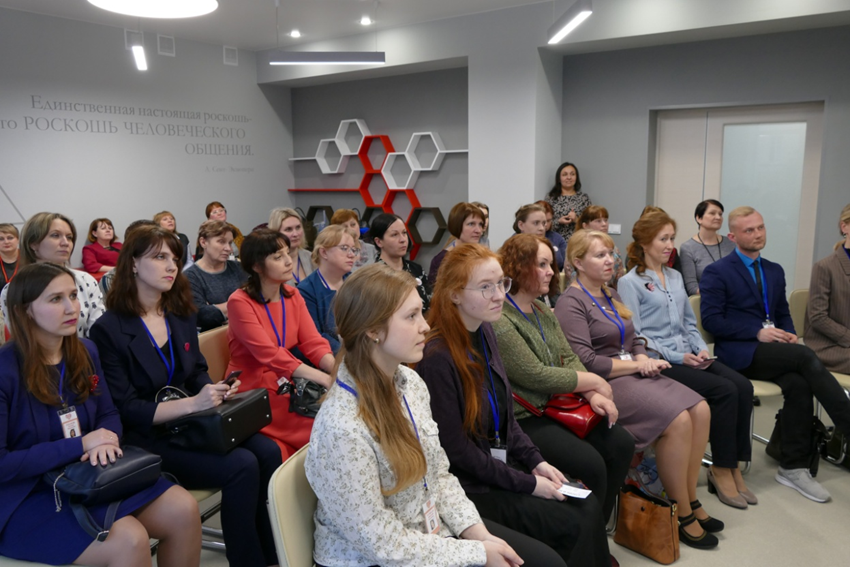 Единственная настоящая роскошь-
это РОСКОШЬ ЧЕЛОВЕЧЕСКОГО
ОБЩЕНИЯ.